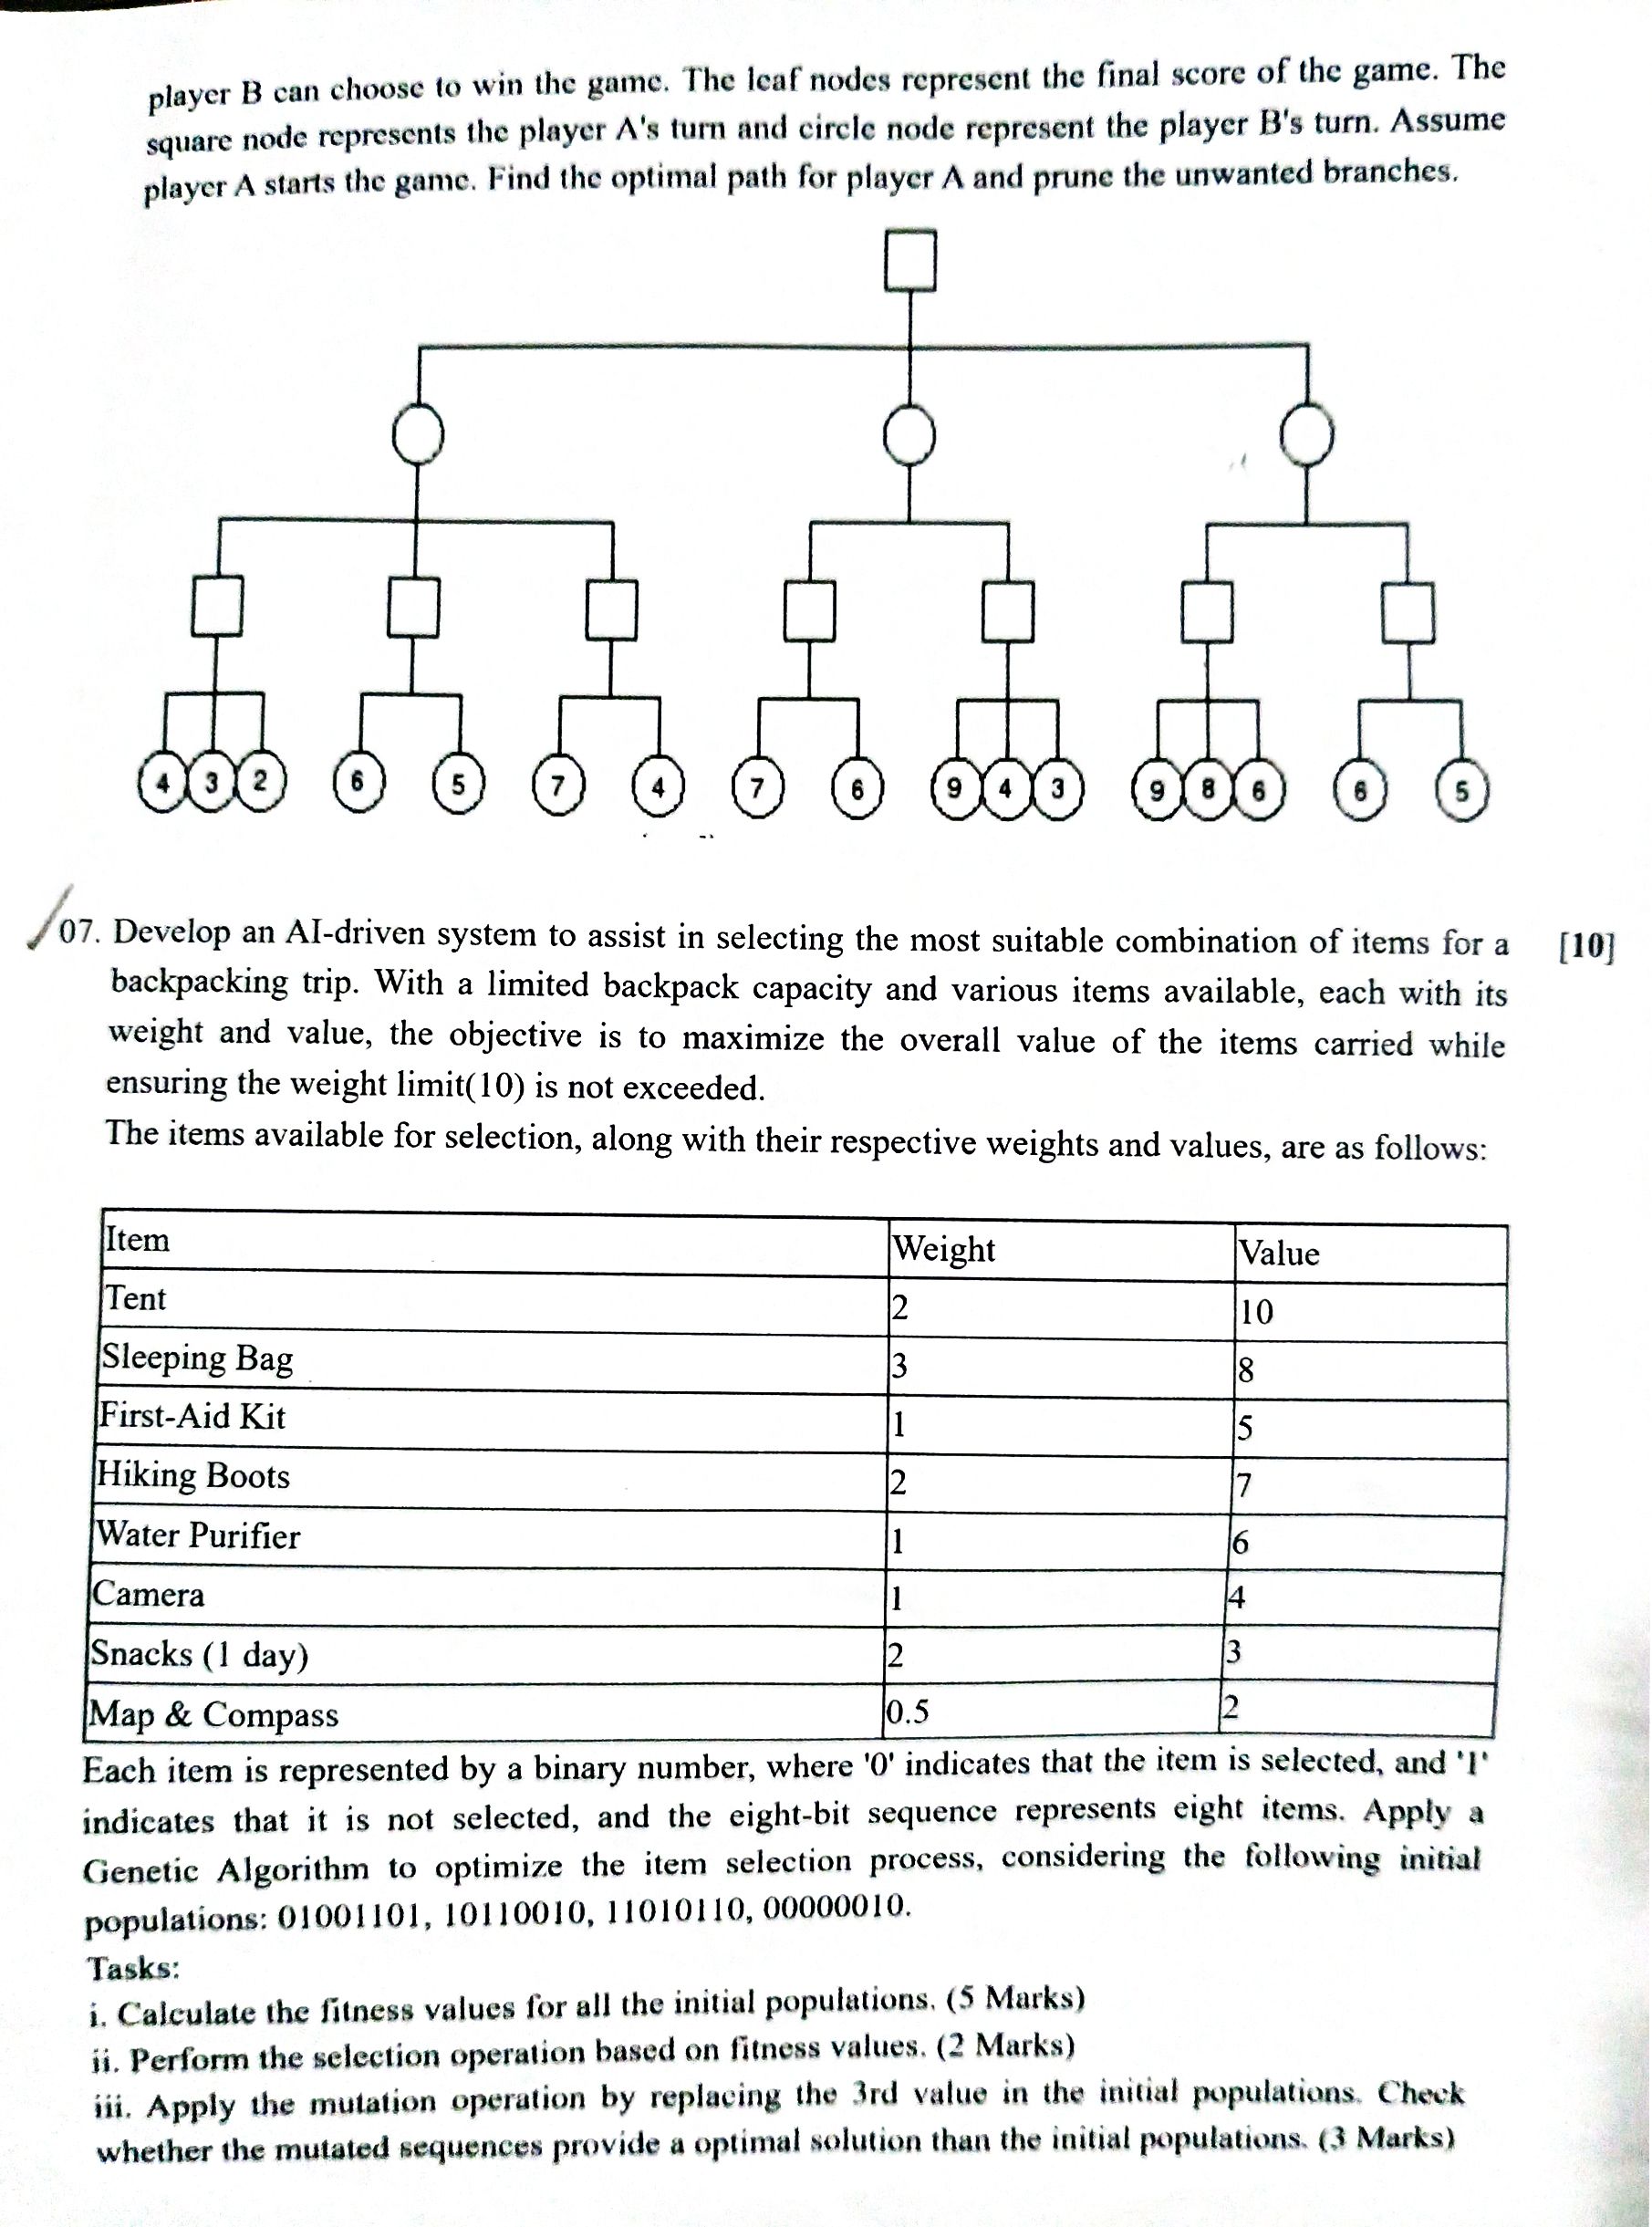 player B can choose to win the game. The leaf nodes represent the final score of the game. The
square node represents the player A's turn and circle node represent the player B's turn. Assume
player A starts the game. Find the optimal path for player A and prune the unwanted branches.
4 3 2 6 5 7 4 7 6 9 4 3 9 8 6 6 5
07. Develop an AI-driven system to assist in selecting the most suitable combination of items for a [10]
backpacking trip. With a limited backpack capacity and various items available, each with its
weight and value, the objective is to maximize the overall value of the items carried while
ensuring the weight limit(10) is not exceeded.
The items available for selection, along with their respective weights and values, are as follows:
Item Weight Value
Tent 2 10
Sleeping Bag 3 8
First-Aid Kit 1 5
Hiking Boots 2 7
Water Purifier 1 6
Camera 1 4
Snacks (1 day) 2 3
Map & Compass 0.5 2
Each item is represented by a binary number, where '0' indicates that the item is selected, and '1'
indicates that it is not selected, and the eight-bit sequence represents eight items. Apply a
Genetic Algorithm to optimize the item selection process, considering the following initial
populations: 01001101, 10110010, 11010110, 00000010.
Tasks:
i. Calculate the fitness values for all the initial populations. (5 Marks)
ii. Perform the selection operation based on fitness values. (2 Marks)
iii. Apply the mutation operation by replacing the 3rd value in the initial populations. Check
whether the mutated sequences provide a optimal solution than the initial populations. (3 Marks)